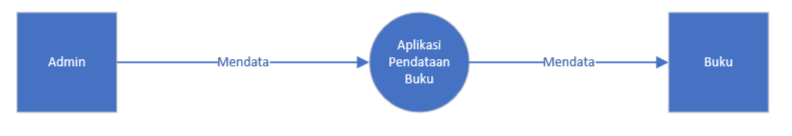 Admin
Mendata
Aplikasi
Pendataan
Buku
Mendata
Buku